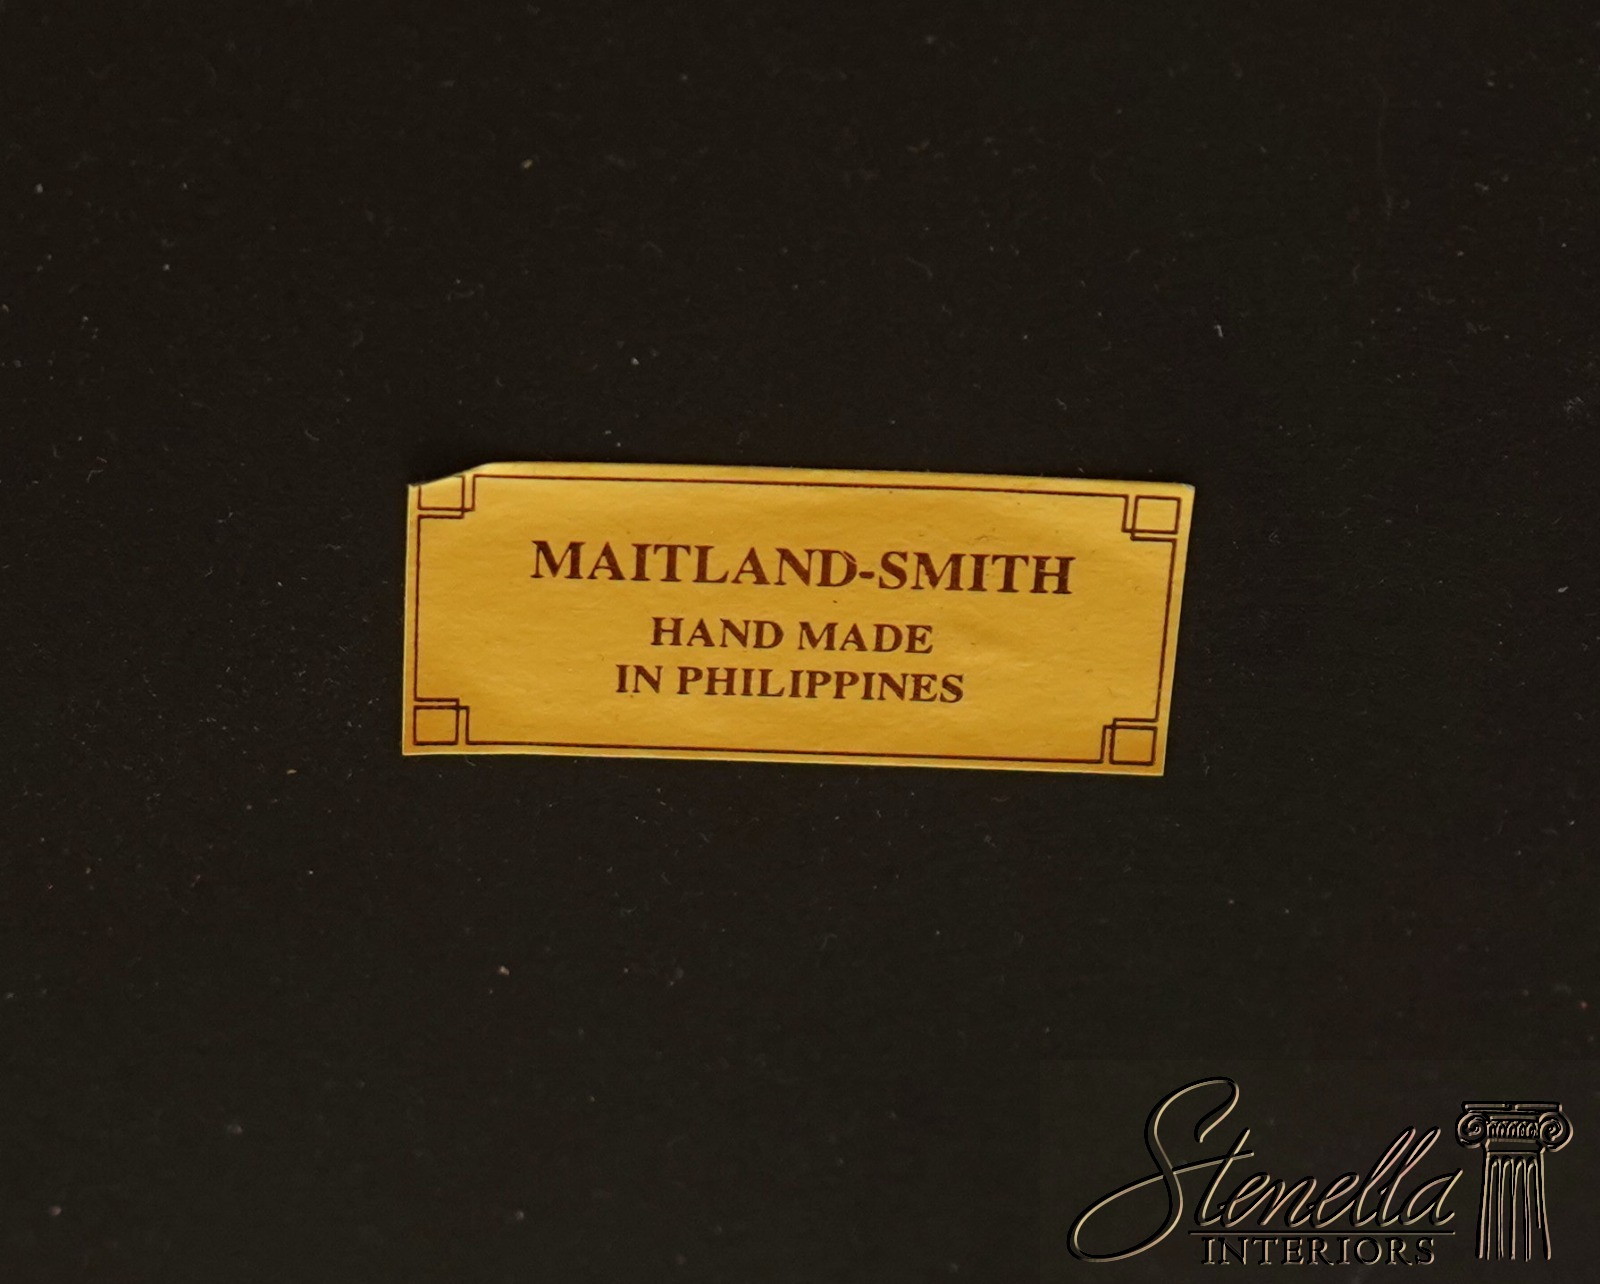 MAITLAND-SMITH
HAND MADE
IN PHILIPPINES
Stenella
INTERIORS